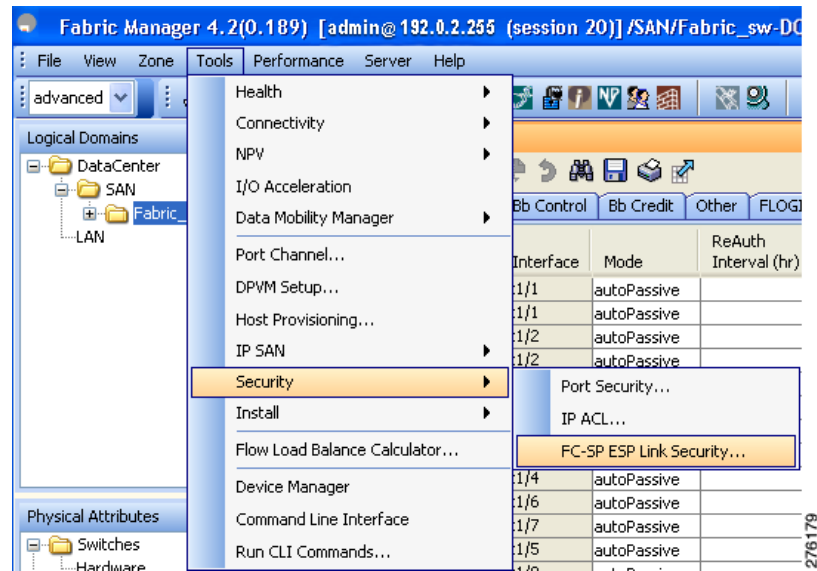 Fabric Manager 4.2(0.189) [admin@192.0.2.255 (session 20)] /SAN/Fabric_sw-DC
File View Zone Tools Performance Server Help
advanced
Logical Domains
DataCenter
SAN
Fabric_
LAN
Health
Connectivity
NPV
I/O Acceleration
Data Mobility Manager
Port Channel...
DPVM Setup...
Host Provisioning...
IP SAN
Security
Install
Flow Load Balance Calculator...
Device Manager
Command Line Interface
Run CLI Commands...
Port Security...
IP ACL...
FC-SP ESP Link Security...
Bb Control Bb Credit Other FLOGI
Interface Mode ReAuth Interval (hr)
:1/1 autoPassive
:1/1 autoPassive
:1/2 autoPassive
:1/2 autoPassive
:1/4 autoPassive
:1/6 autoPassive
:1/7 autoPassive
:1/5 autoPassive
Physical Attributes
Switches
Hardware
276179